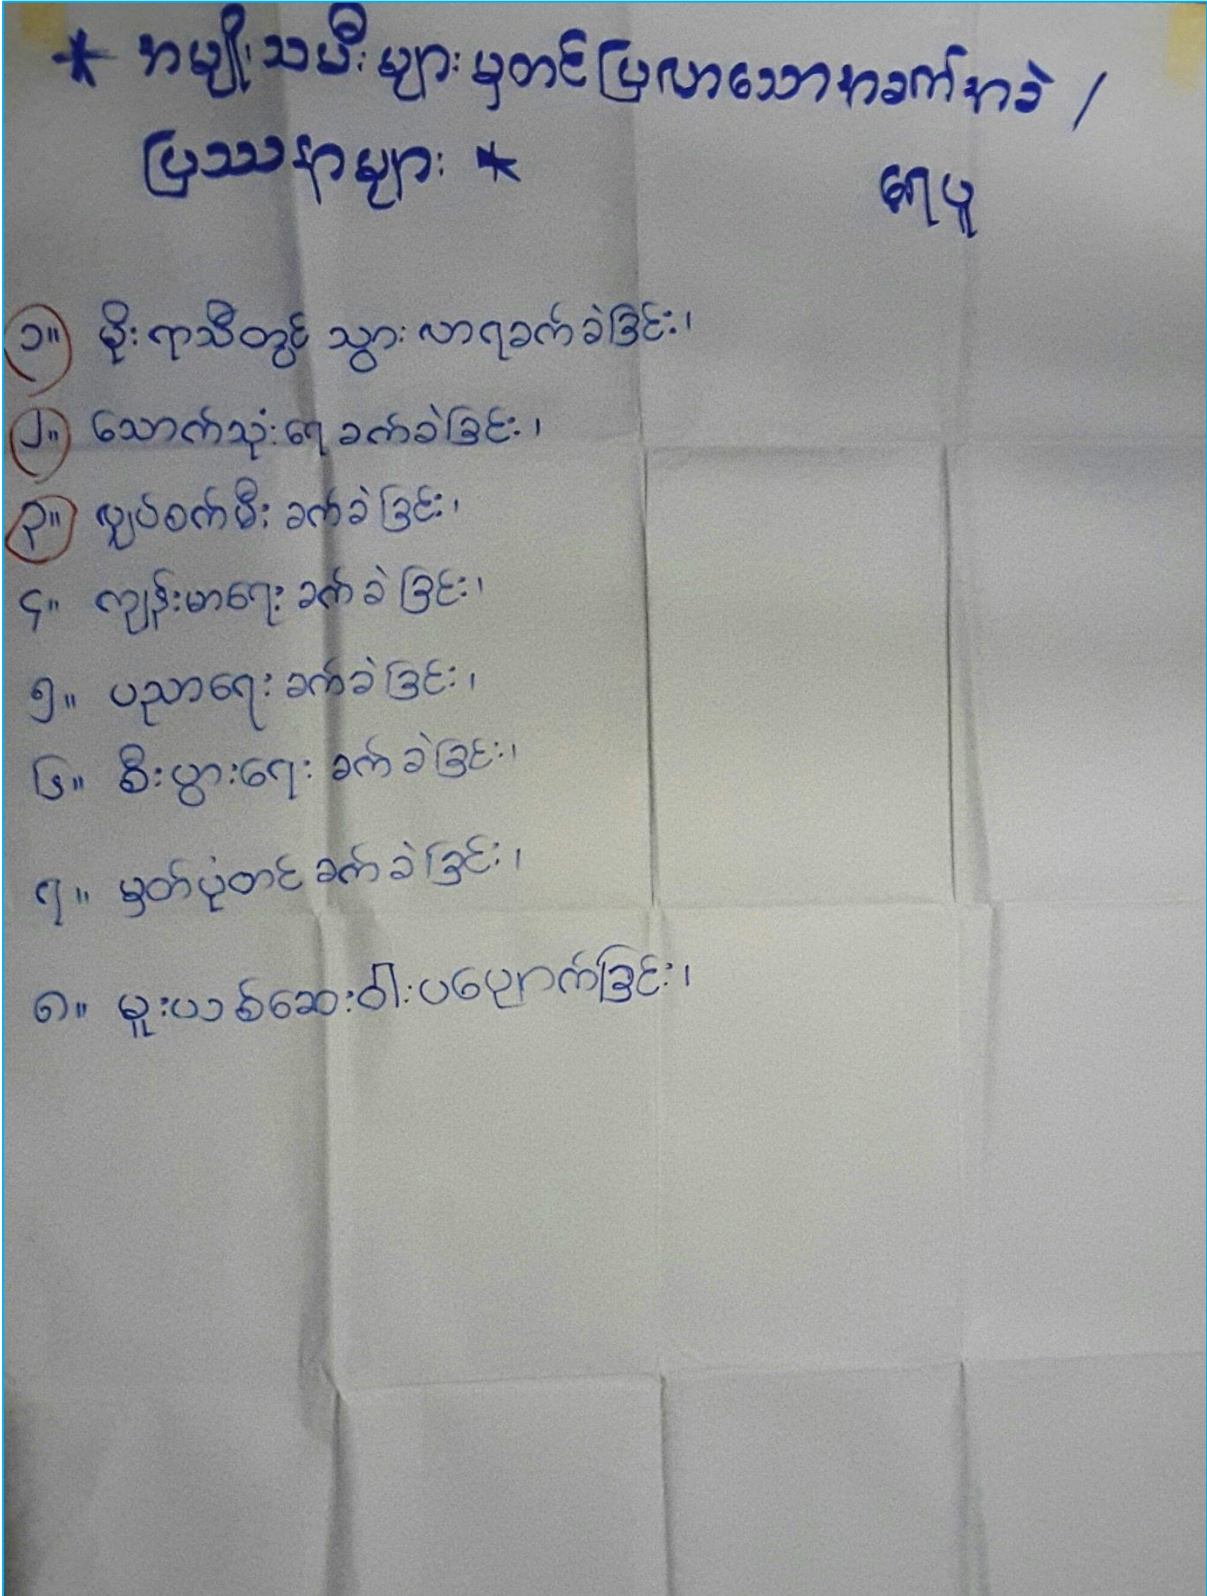 * အမျိုးသမီးများမှတင်ပြလာသောအခက်အခဲ /
ပြဿနာများ *
ရေပူ
၁။ မိုးရာသီတွင် သွားလာရခက်ခဲခြင်း၊
၂။ သောက်သုံးရေ ခက်ခဲခြင်း၊
၃။ လျှပ်စက်မီး ခက်ခဲခြင်း၊
၄။ ကျန်းမာရေး ခက်ခဲခြင်း၊
၅။ ပညာရေး ခက်ခဲခြင်း၊
၆။ စီးပွားရေး ခက်ခဲခြင်း၊
၇။ မှတ်ပုံတင် ခက်ခဲခြင်း၊
၈။ မူးယစ်ဆေးဝါးပပျောက်ခြင်း၊